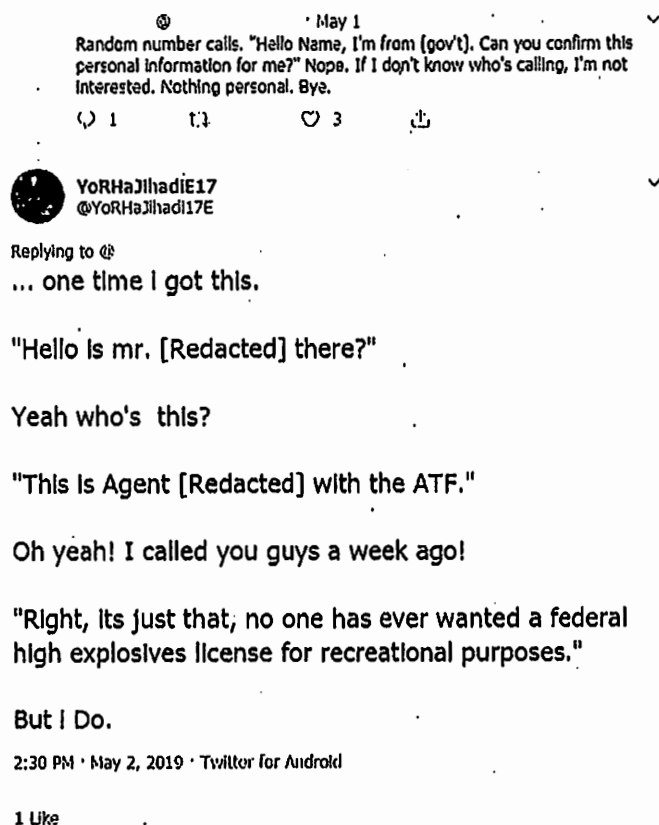 @ · May 1
Random number calls. "Hello Name, I'm from (gov't). Can you confirm this
personal information for me?" Nope. If I don't know who's calling, I'm not
interested. Nothing personal. Bye.
1 3
YoRHaJihadiE17
@YoRHaJihadi17E
Replying to @
... one time i got this.
"Hello is mr. [Redacted] there?"
Yeah who's this?
"This is Agent [Redacted] with the ATF."
Oh yeah! I called you guys a week ago!
"Right, its just that, no one has ever wanted a federal
high explosives license for recreational purposes."
But i Do.
2:30 PM · May 2, 2019 · Twitter for Android
1 Like